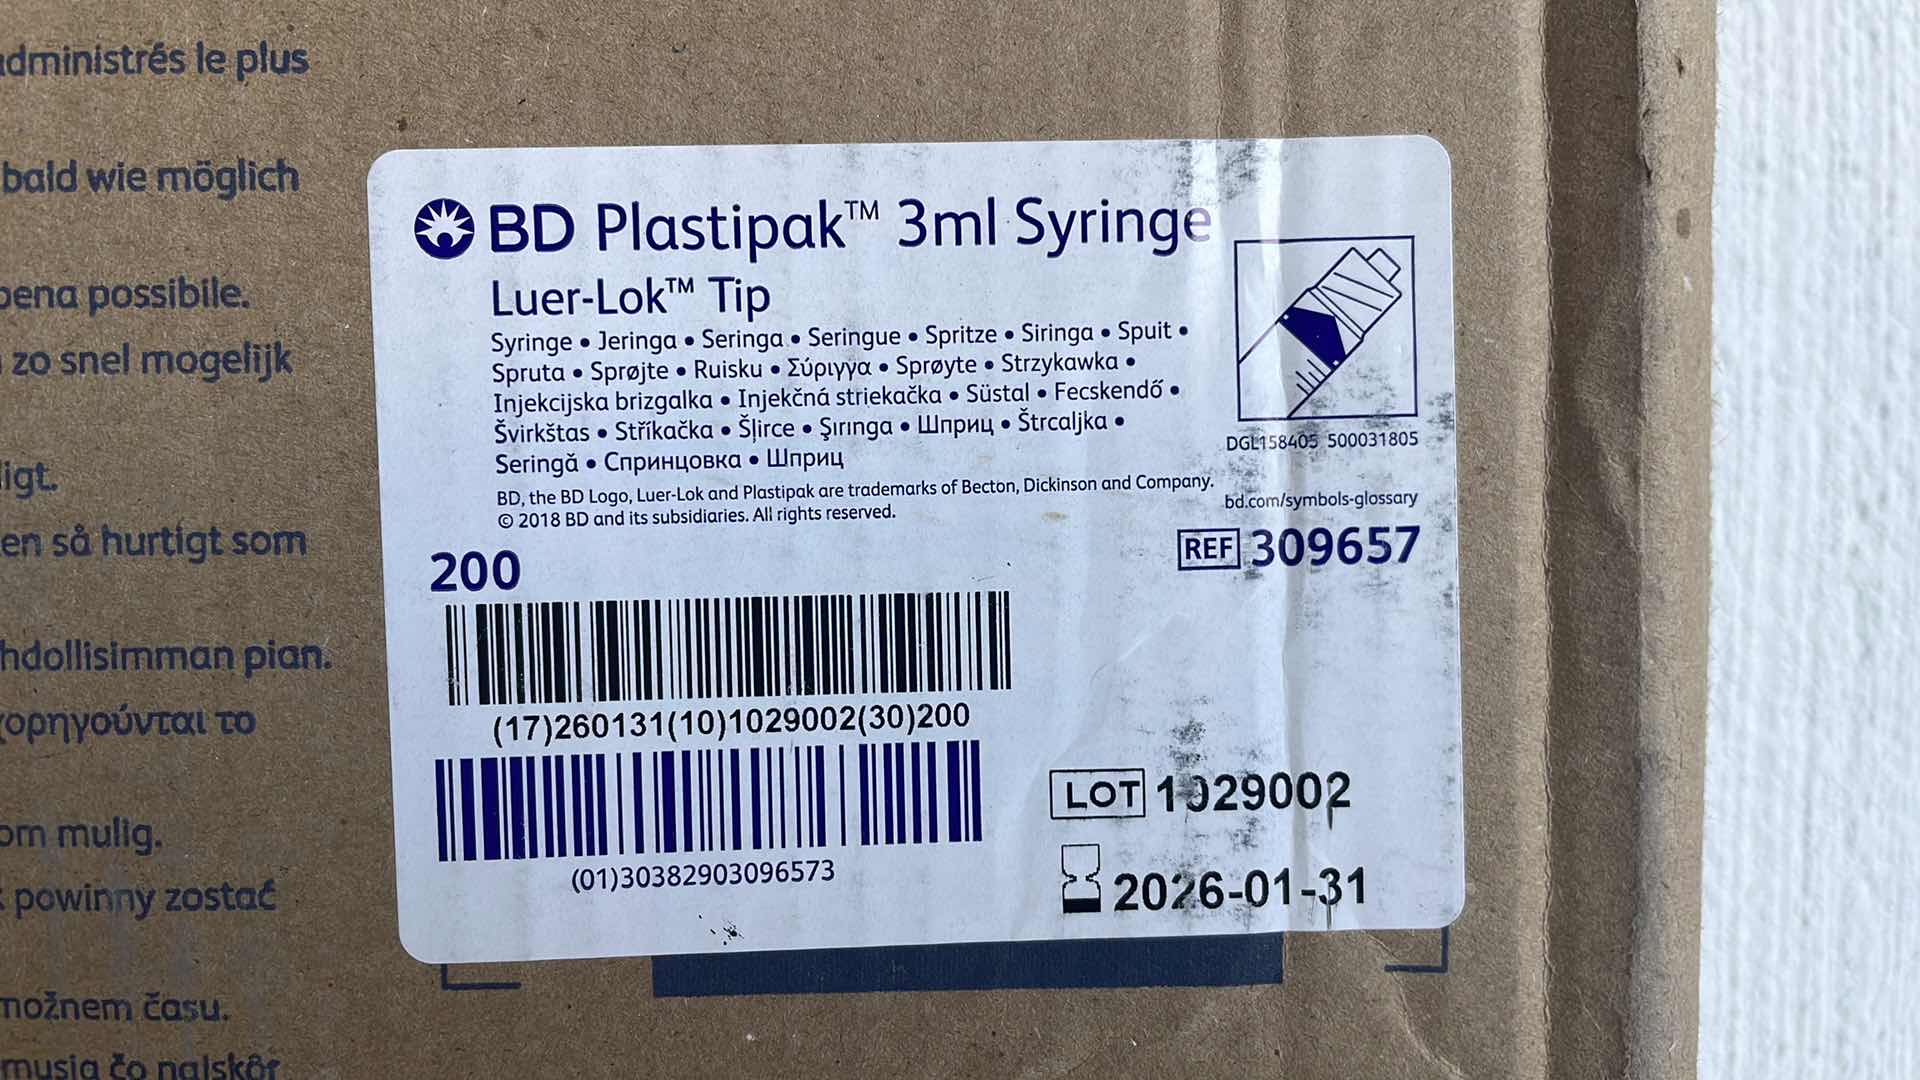 administrés le plus
bald wie möglich
pena possibile.
zo snel mogelijk
ligt.
en så hurtigt som
hdollisimman pian.
χορηγούνται το
om mulig.
powinny zostać
možnem času.
musia čo najskôr
BD Plastipak™ 3ml Syringe
Luer-Lok™ Tip
Syringe • Jeringa • Seringa • Seringue • Spritze • Siringa • Spuit •
Spruta • Sprøjte • Ruisku • Σύριγγα • Sprøyte • Strzykawka •
Injekcijska brizgalka • Injekčná striekačka • Süstal • Fecskendő •
Švirkštas • Stříkačka • Šļirce • Şırınga • Шприц • Štrcaljka •
Seringă • Спринцовка • Шприц
BD, the BD Logo, Luer-Lok and Plastipak are trademarks of Becton, Dickinson and Company.
© 2018 BD and its subsidiaries. All rights reserved.
DGL158405 500031805
bd.com/symbols-glossary
REF 309657
200
(17)260131(10)1029002(30)200
(01)30382903096573
LOT 1029002
2026-01-31